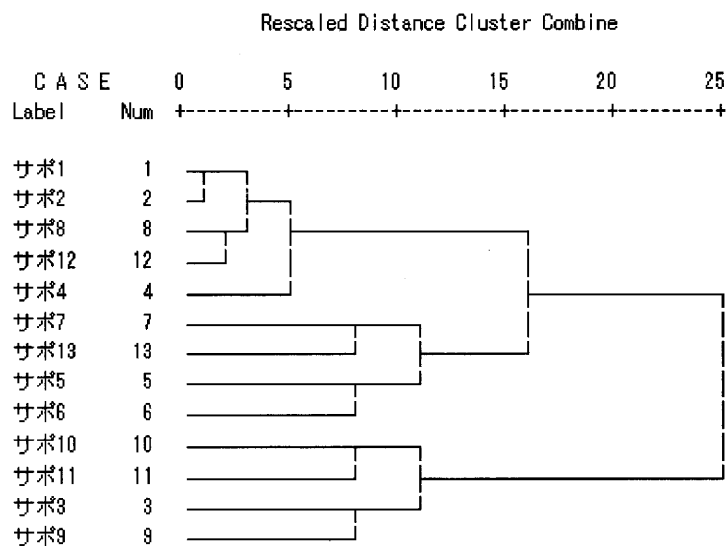 Rescaled Distance Cluster Combine
C A S E 0 5 10 15 20 25
Label Num +---------+---------+---------+---------+---------+
サポ1 1
サポ2 2
サポ8 8
サポ12 12
サポ4 4
サポ7 7
サポ13 13
サポ5 5
サポ6 6
サポ10 10
サポ11 11
サポ3 3
サポ9 9